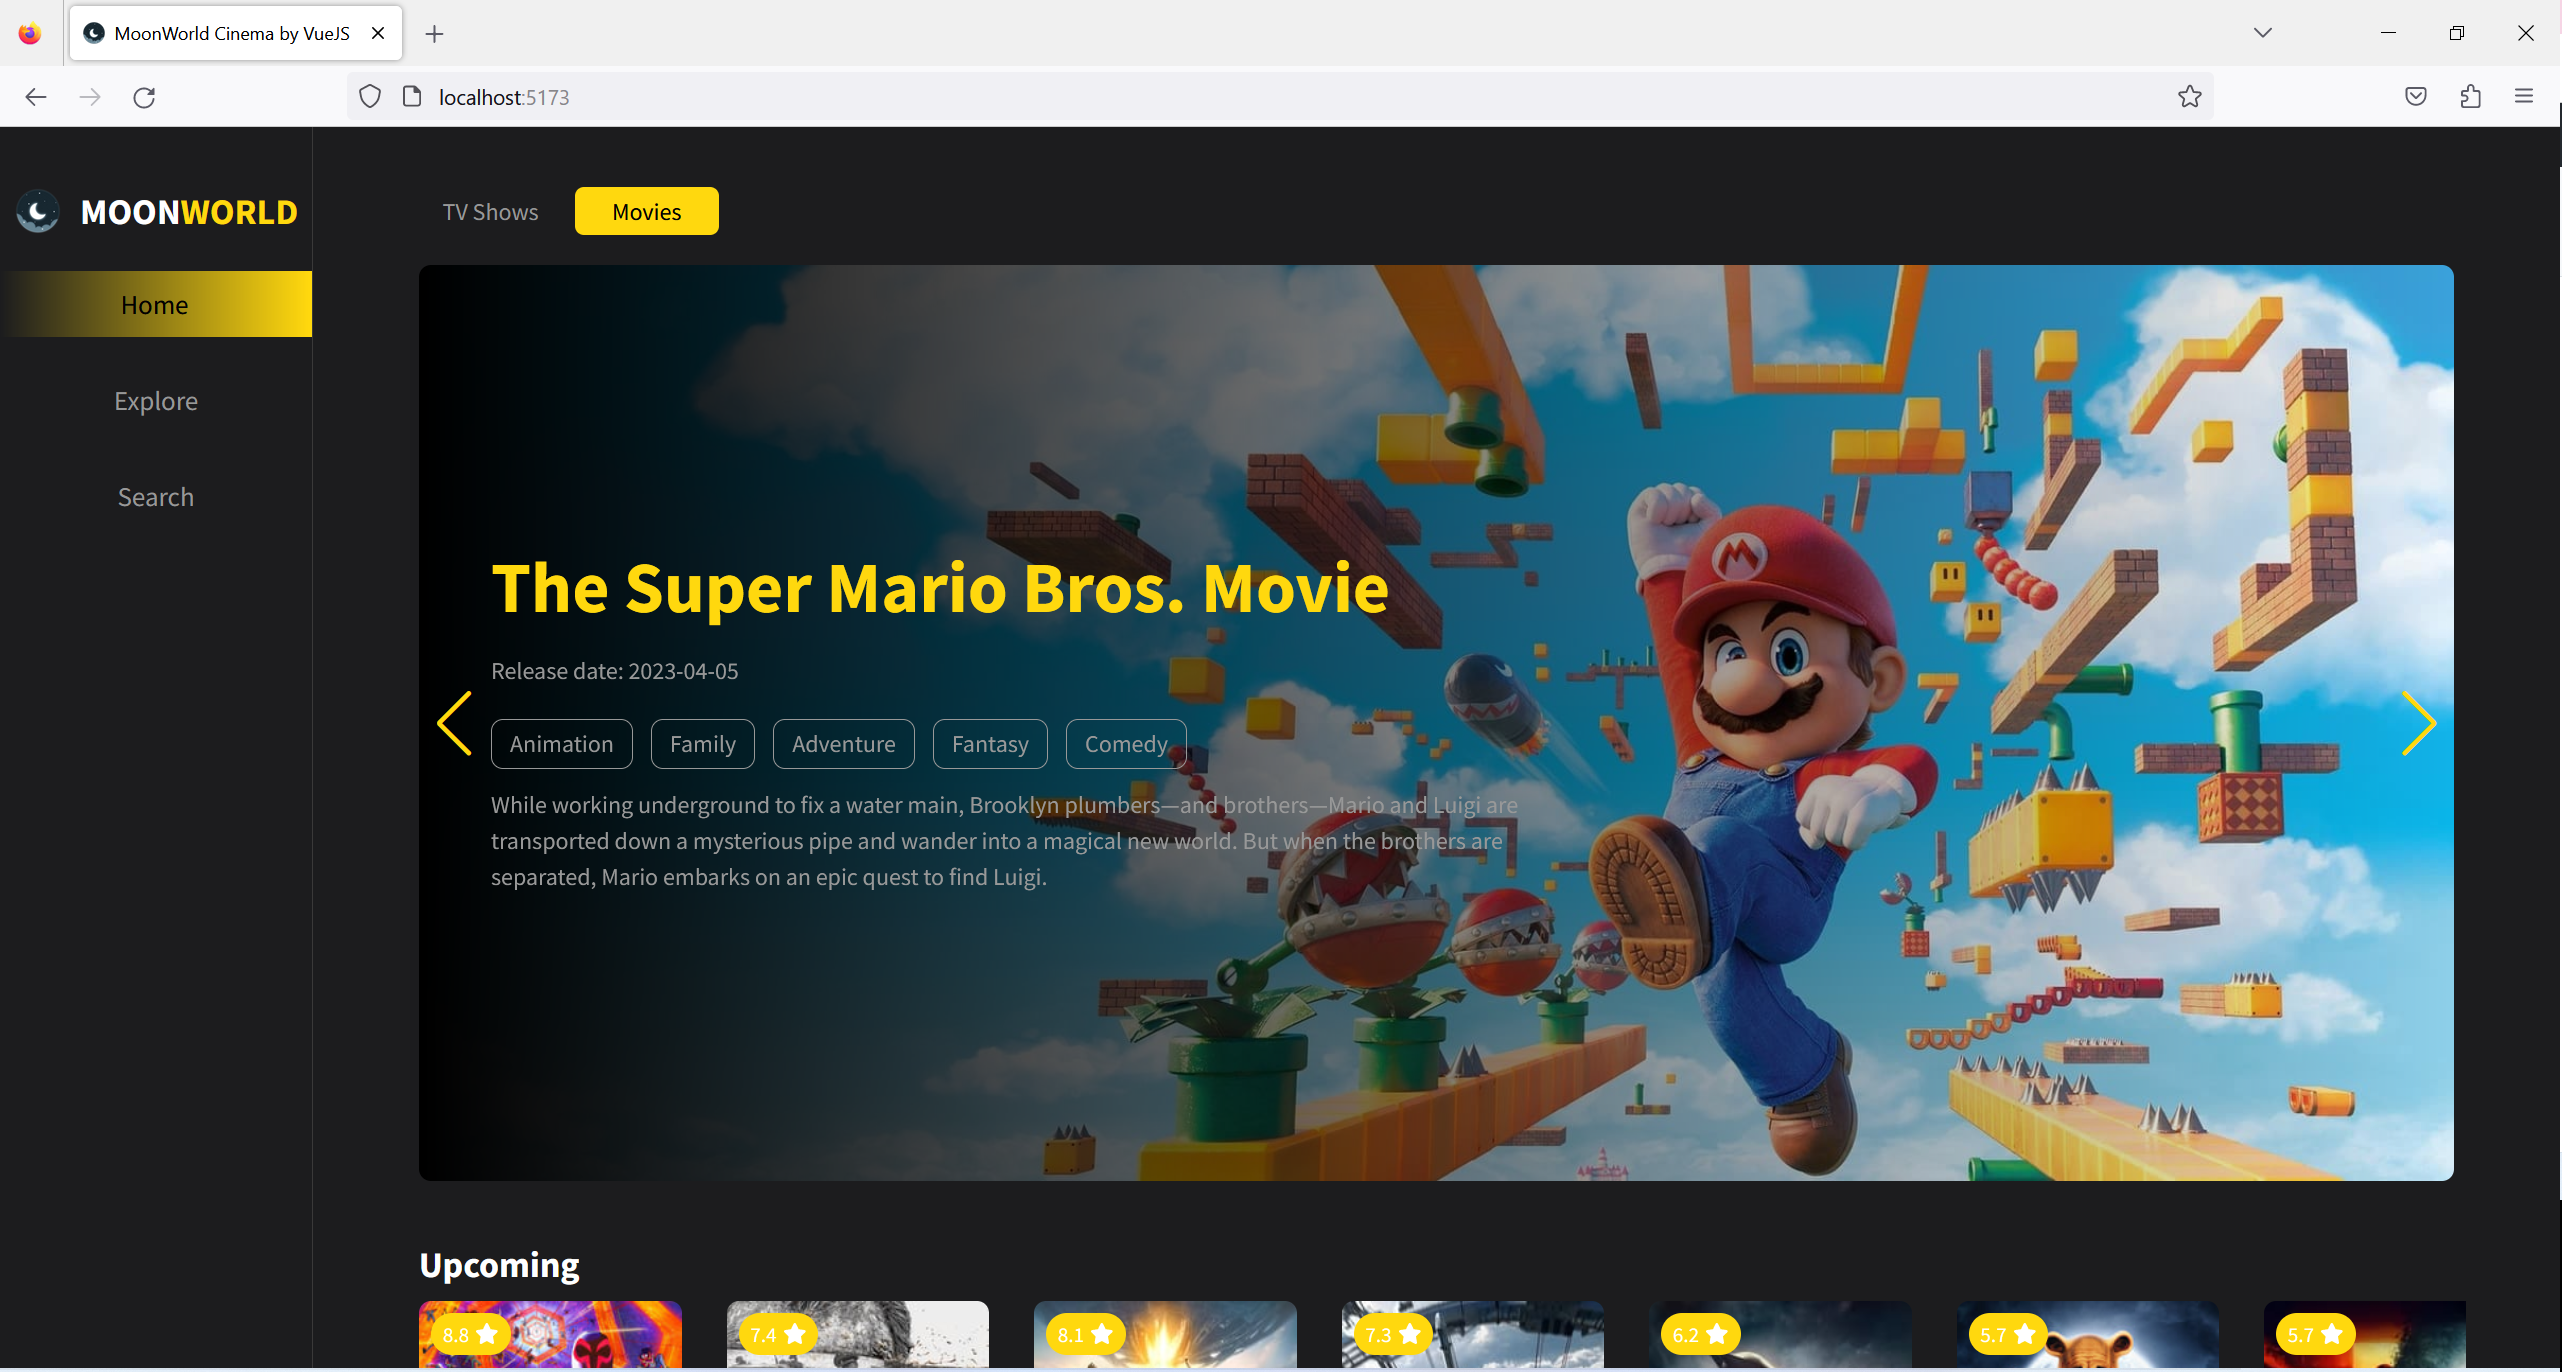 MoonWorld Cinema by VueJS
localhost:5173
MOONWORLD
TV Shows
Movies
Home
Explore
Search
The Super Mario Bros. Movie
Release date: 2023-04-05
Animation
Family
Adventure
Fantasy
Comedy
While working underground to fix a water main, Brooklyn plumbers—and brothers—Mario and Luigi are
transported down a mysterious pipe and wander into a magical new world. But when the brothers are
separated, Mario embarks on an epic quest to find Luigi.
M
Upcoming
8.8
7.4
8.1
7.3
6.2
5.7
5.7